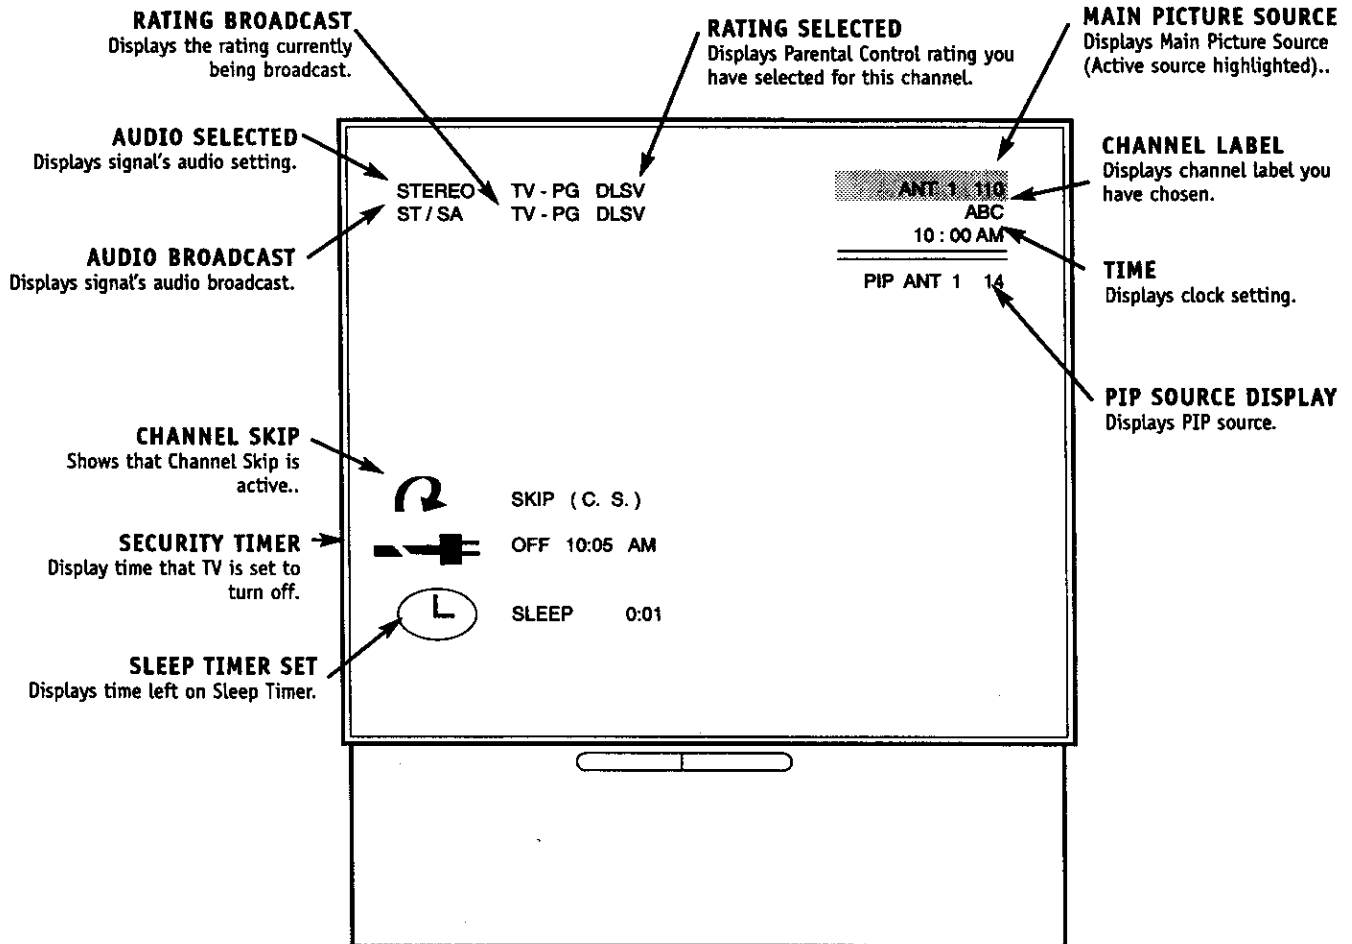 RATING BROADCAST
Displays the rating currently
being broadcast.
RATING SELECTED
Displays Parental Control rating you
have selected for this channel.
MAIN PICTURE SOURCE
Displays Main Picture Source
(Active source highlighted)..
AUDIO SELECTED
Displays signal's audio setting.
AUDIO BROADCAST
Displays signal's audio broadcast.
STEREO TV - PG DLSV
ST / SA TV - PG DLSV
ANT 1 110
ABC
10 : 00 AM
PIP ANT 1 14
CHANNEL LABEL
Displays channel label you
have chosen.
TIME
Displays clock setting.
PIP SOURCE DISPLAY
Displays PIP source.
CHANNEL SKIP
Shows that Channel Skip is
active..
SKIP ( C. S. )
SECURITY TIMER
Display time that TV is set to
turn off.
OFF 10:05 AM
SLEEP 0:01
SLEEP TIMER SET
Displays time left on Sleep Timer.